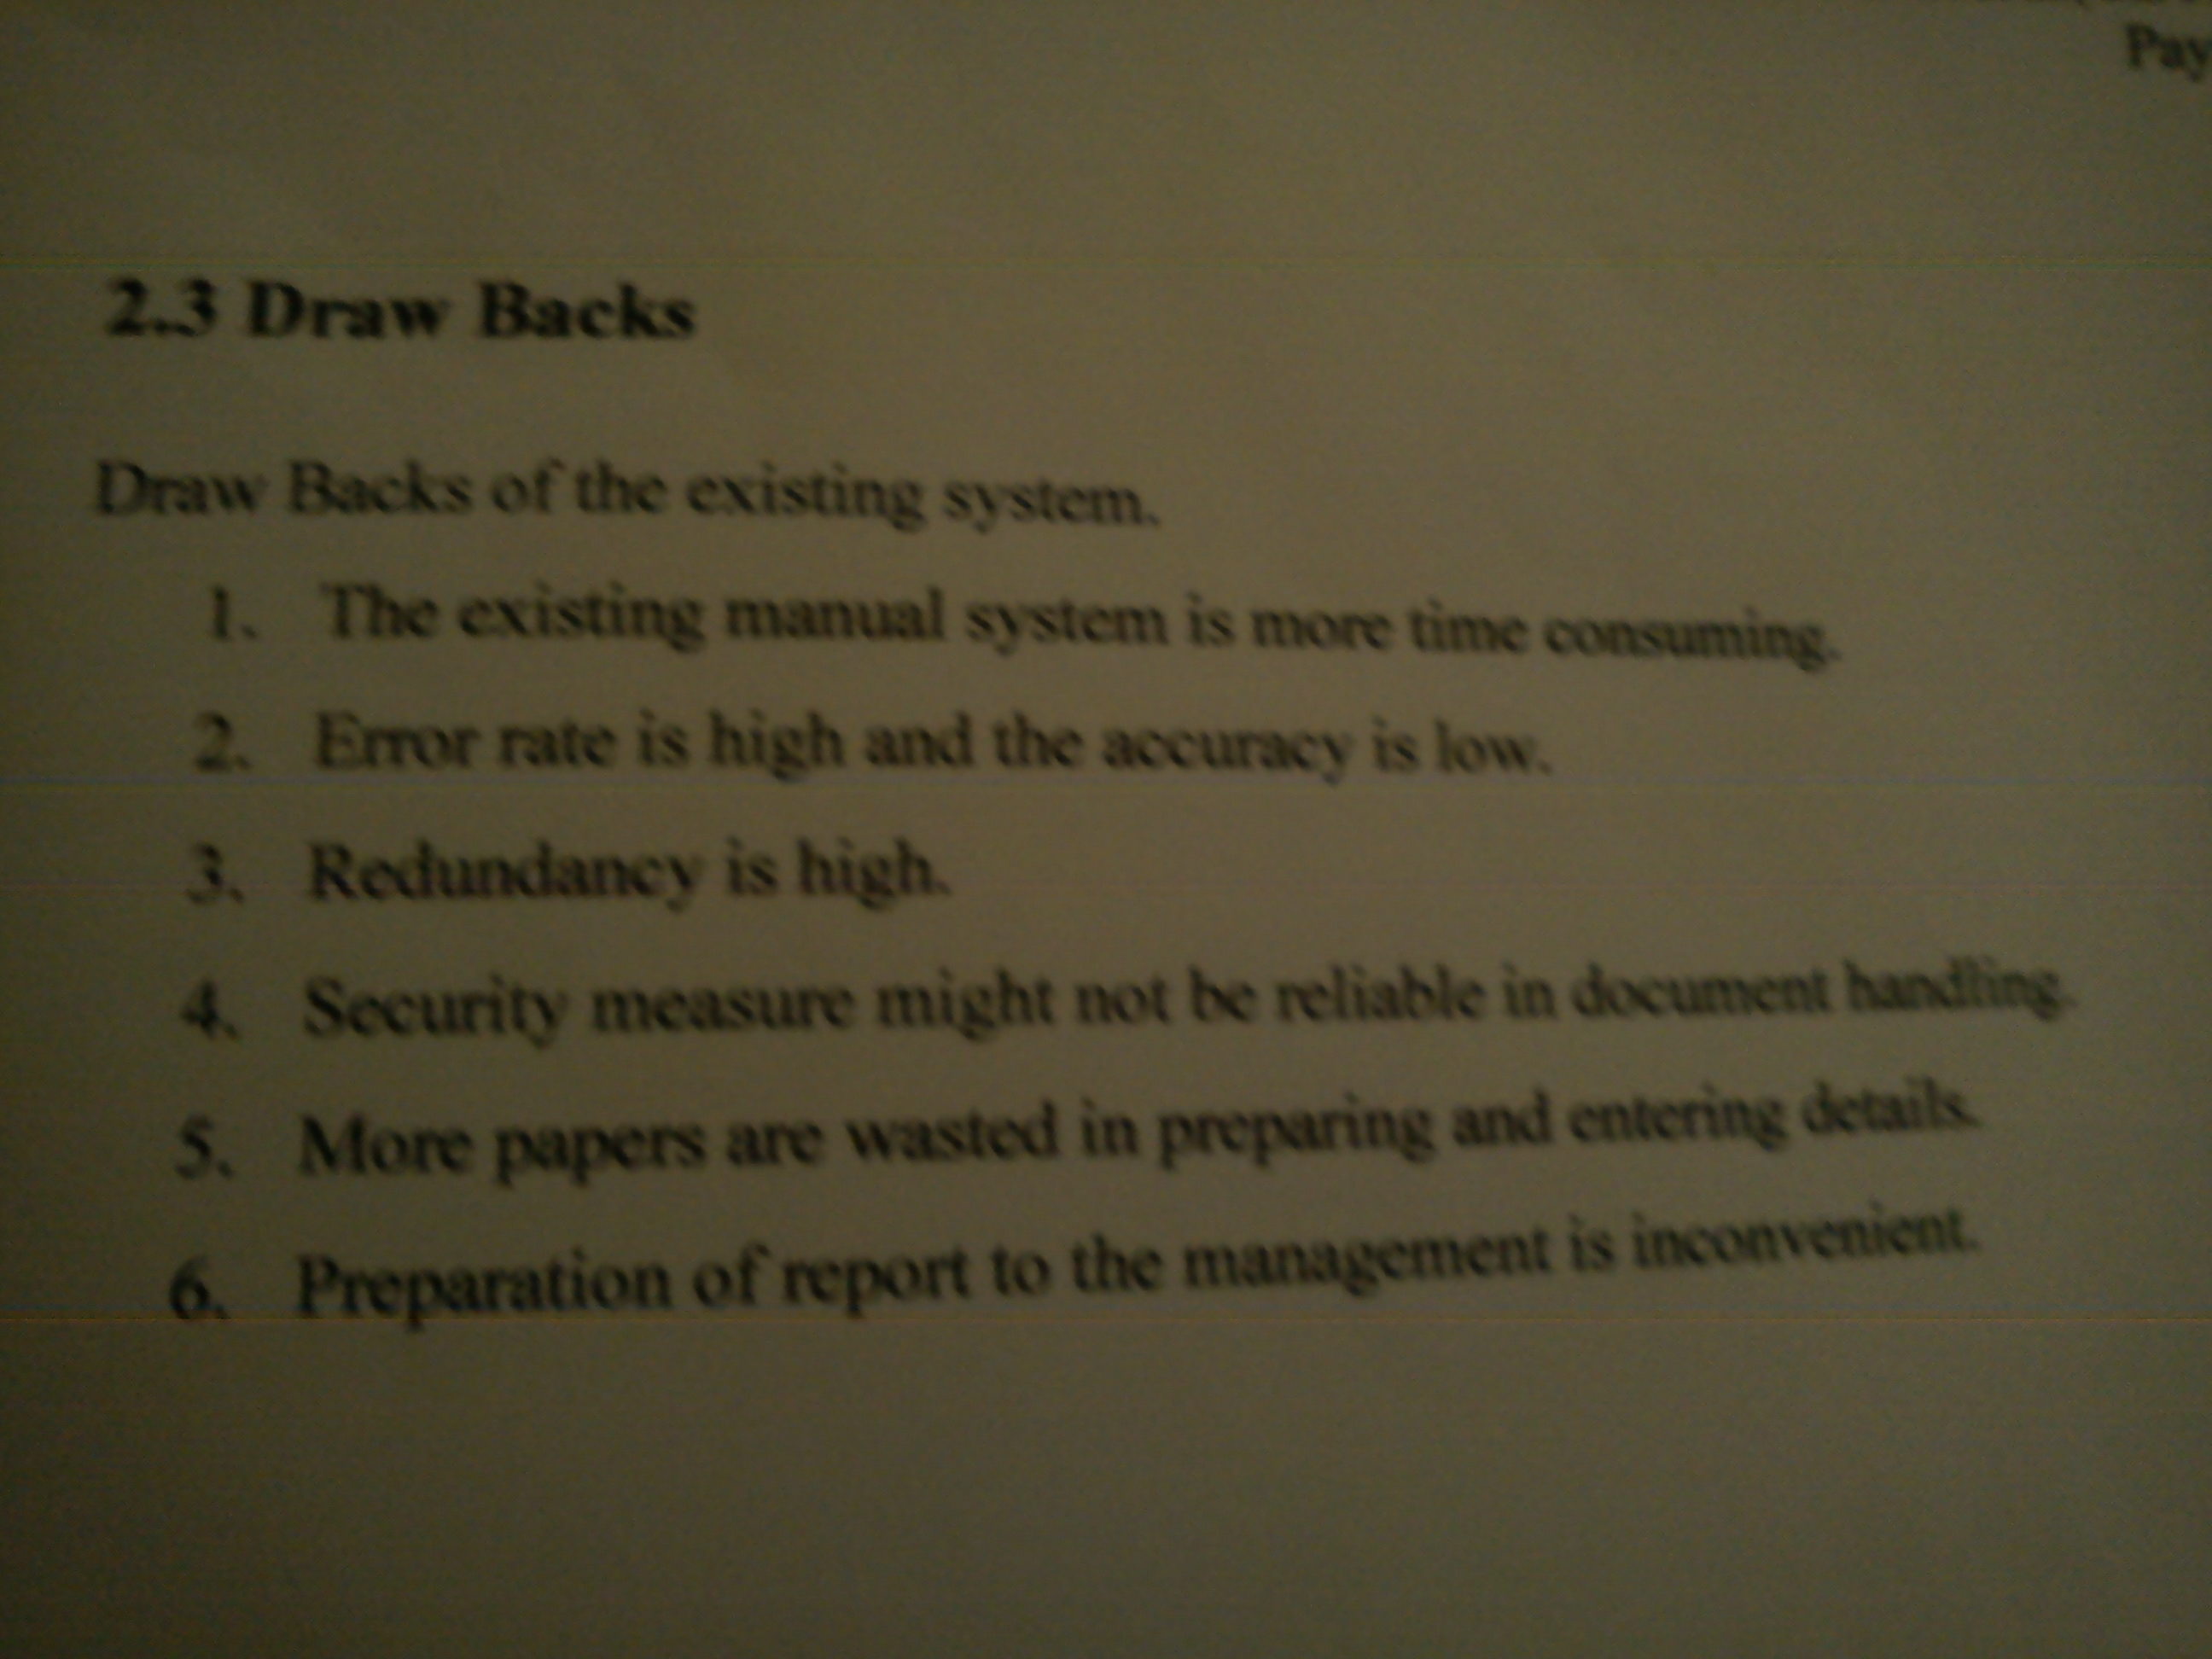 Pay
2.3 Draw Backs
Draw Backs of the existing system.
1. The existing manual system is more time consuming.
2. Error rate is high and the accuracy is low.
3. Redundancy is high.
4. Security measure might not be reliable in document handling.
5. More papers are wasted in preparing and entering details.
6. Preparation of report to the management is inconvenient.